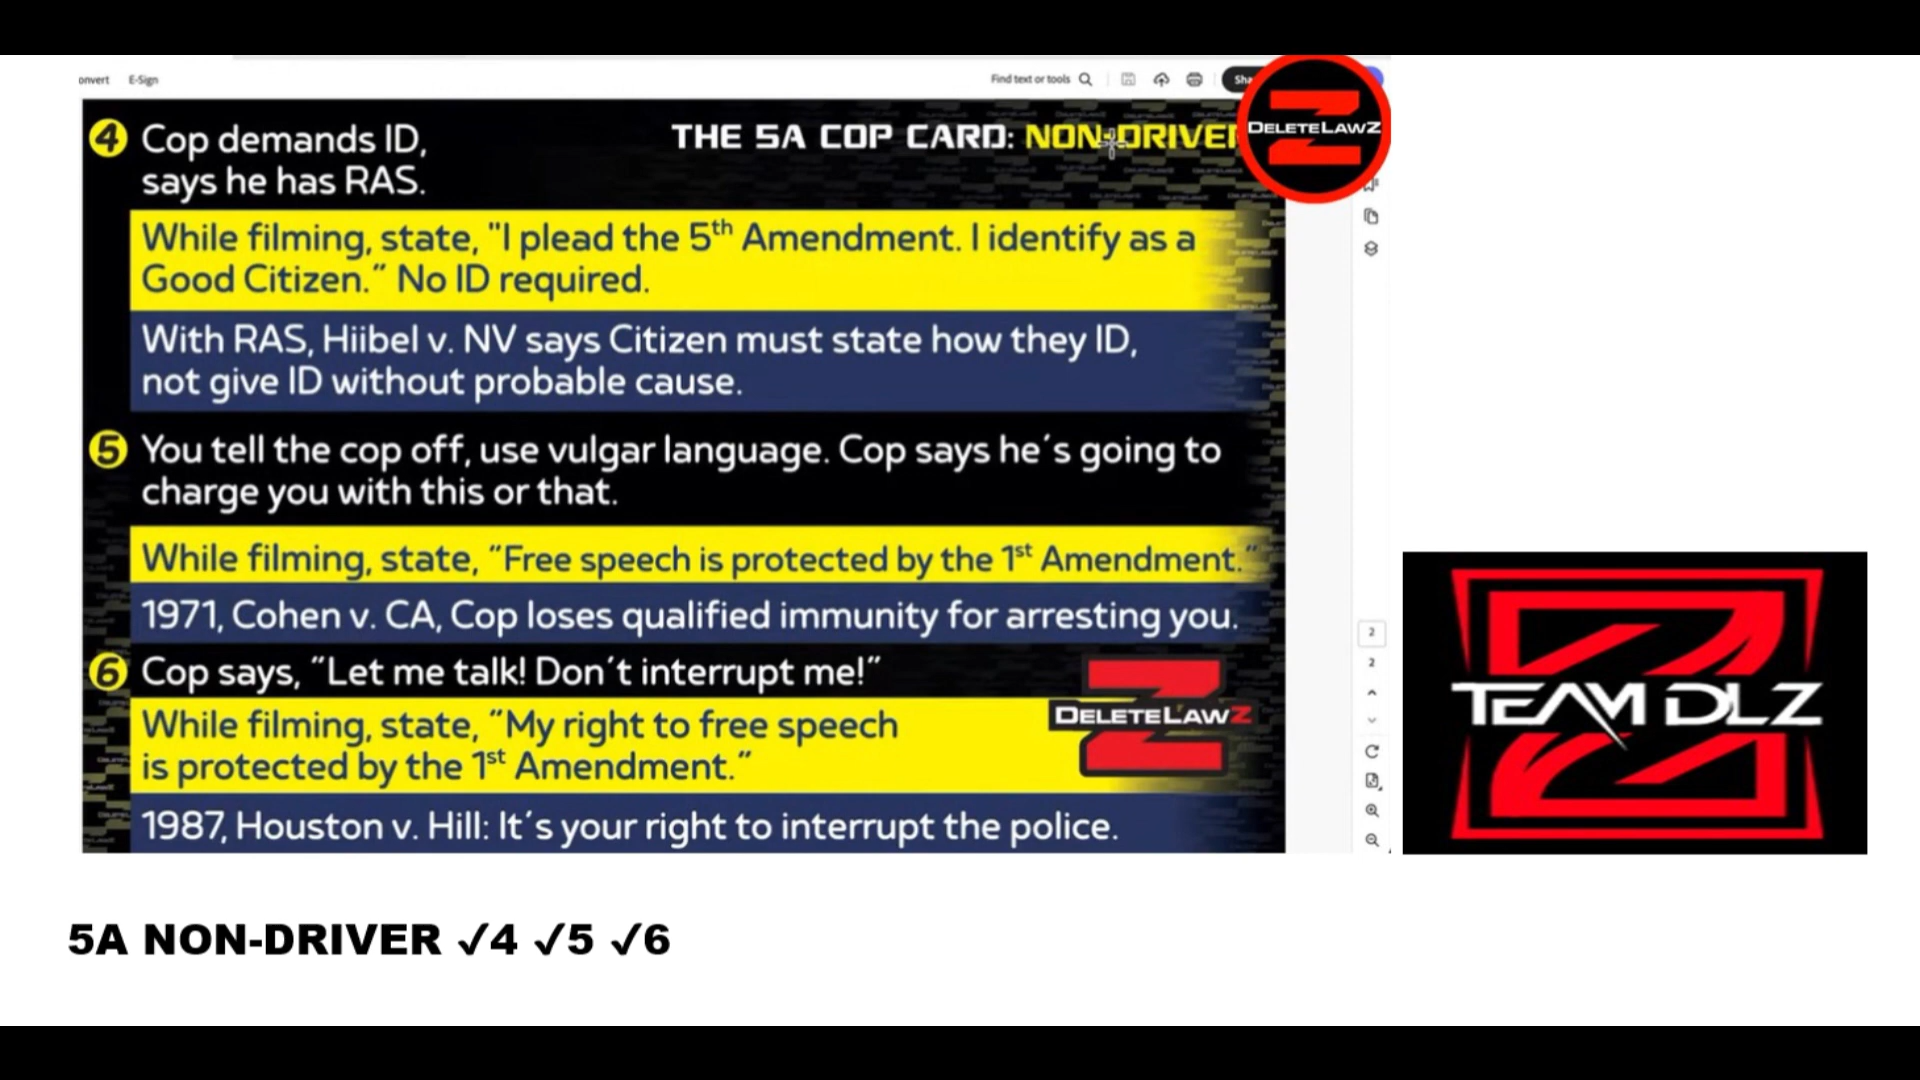 onvert E-Sign
Find text or tools
Sha
4 Cop demands ID,
says he has RAS.
THE 5A COP CARD: NON-DRIVER
DELETELAWZ
While filming, state, "I plead the 5th Amendment. I identify as a
Good Citizen.” No ID required.
With RAS, Hiibel v. NV says Citizen must state how they ID,
not give ID without probable cause.
5 You tell the cop off, use vulgar language. Cop says he´s going to
charge you with this or that.
While filming, state, “Free speech is protected by the 1st Amendment.”
1971, Cohen v. CA, Cop loses qualified immunity for arresting you.
6 Cop says, “Let me talk! Don´t interrupt me!”
While filming, state, “My right to free speech
is protected by the 1st Amendment.”
DELETELAWZ
1987, Houston v. Hill: It´s your right to interrupt the police.
2
2
TEAM DLZ
5A NON-DRIVER ✓4 ✓5 ✓6